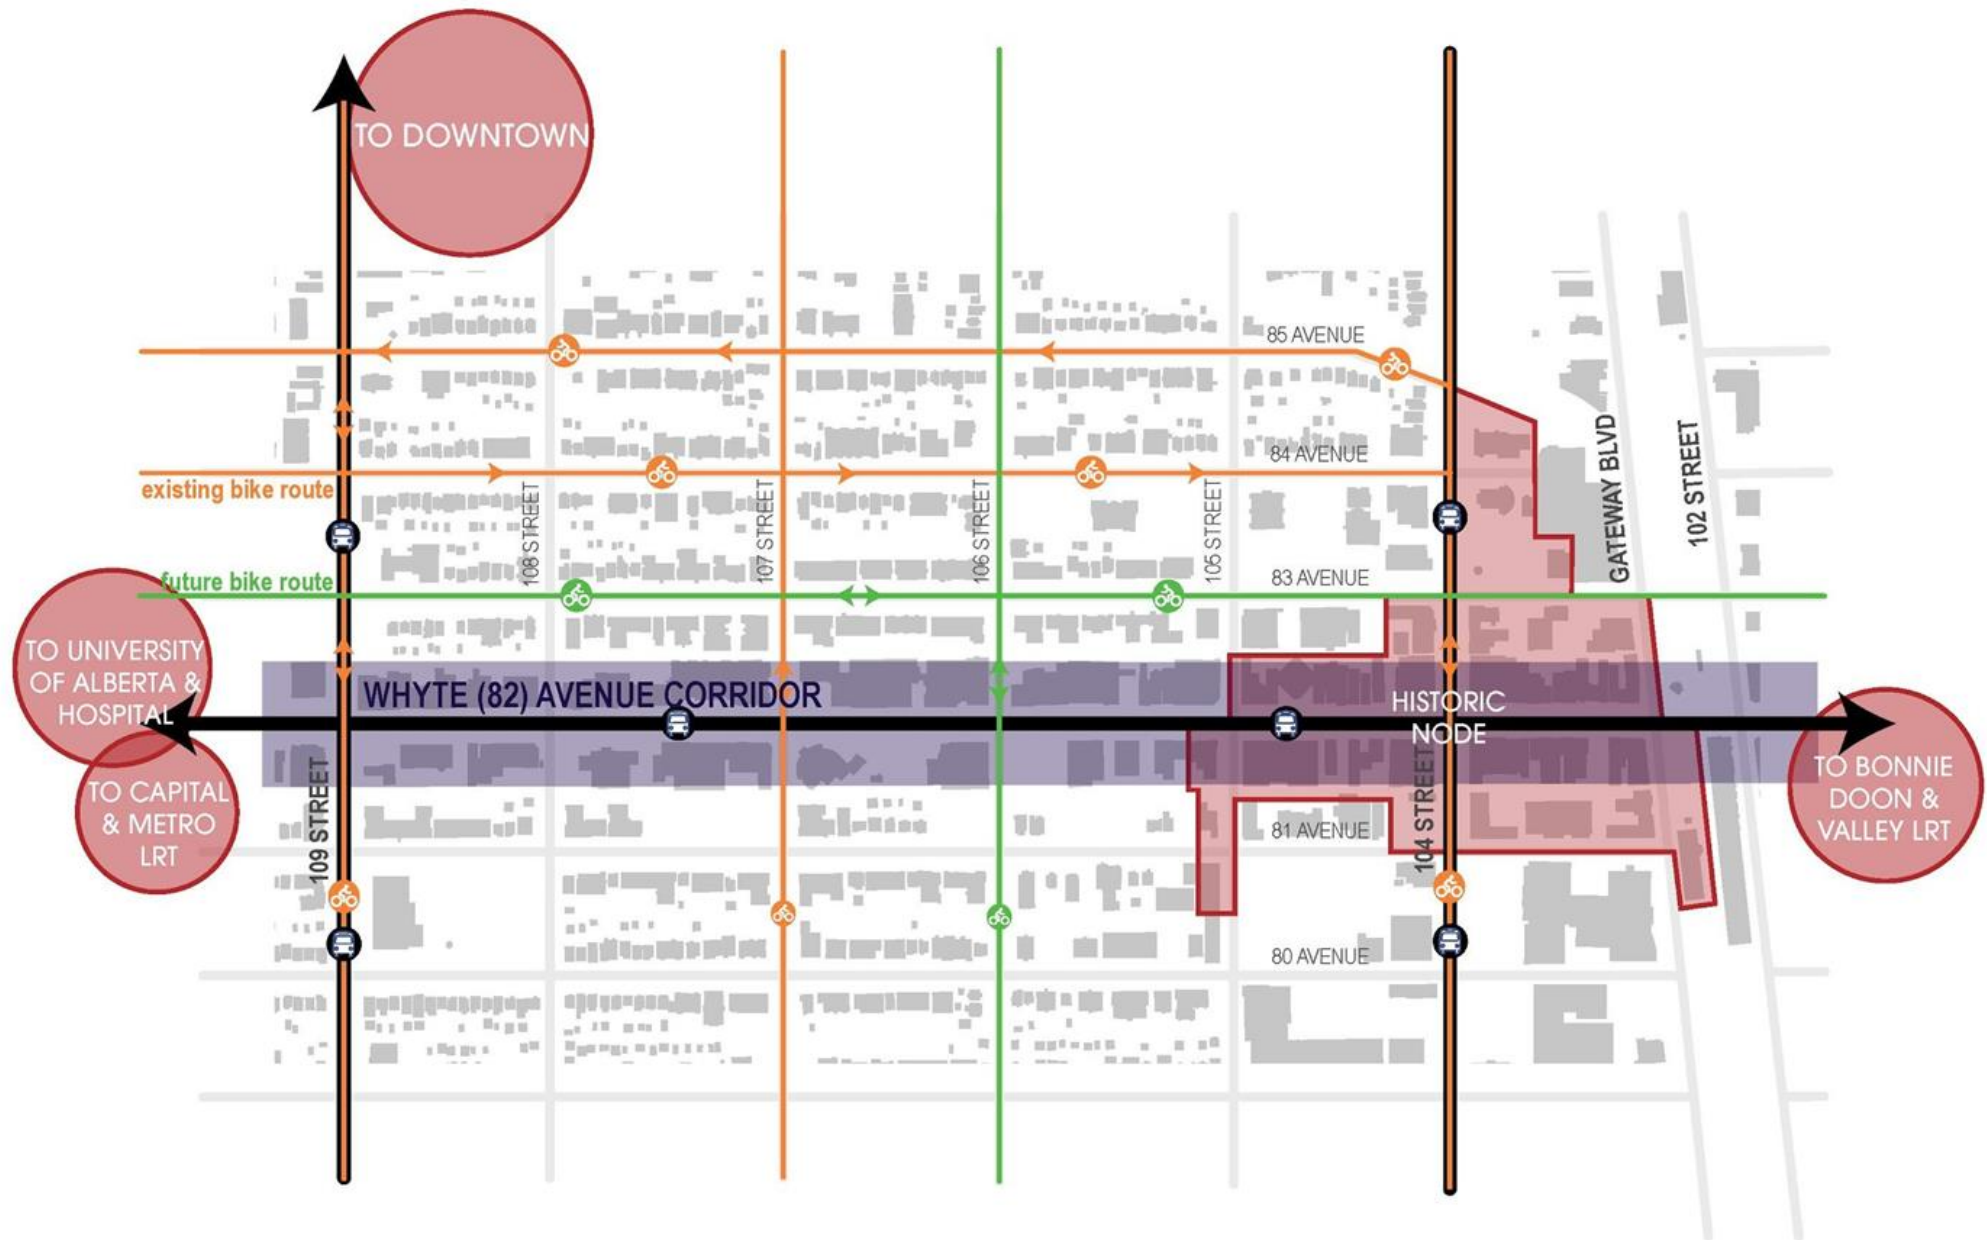 TO DOWNTOWN
85 AVENUE
84 AVENUE
existing bike route
108 STREET
107 STREET
106 STREET
105 STREET
GATEWAY BLVD
102 STREET
future bike route
83 AVENUE
TO UNIVERSITY
OF ALBERTA &
HOSPITAL
WHYTE (82) AVENUE CORRIDOR
HISTORIC
NODE
TO CAPITAL
& METRO
LRT
109 STREET
104 STREET
81 AVENUE
TO BONNIE
DOON &
VALLEY LRT
80 AVENUE